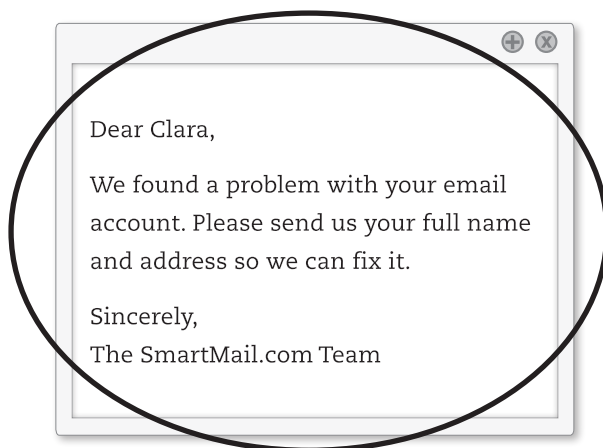 Dear Clara,
We found a problem with your email
account. Please send us your full name
and address so we can fix it.
Sincerely,
The SmartMail.com Team